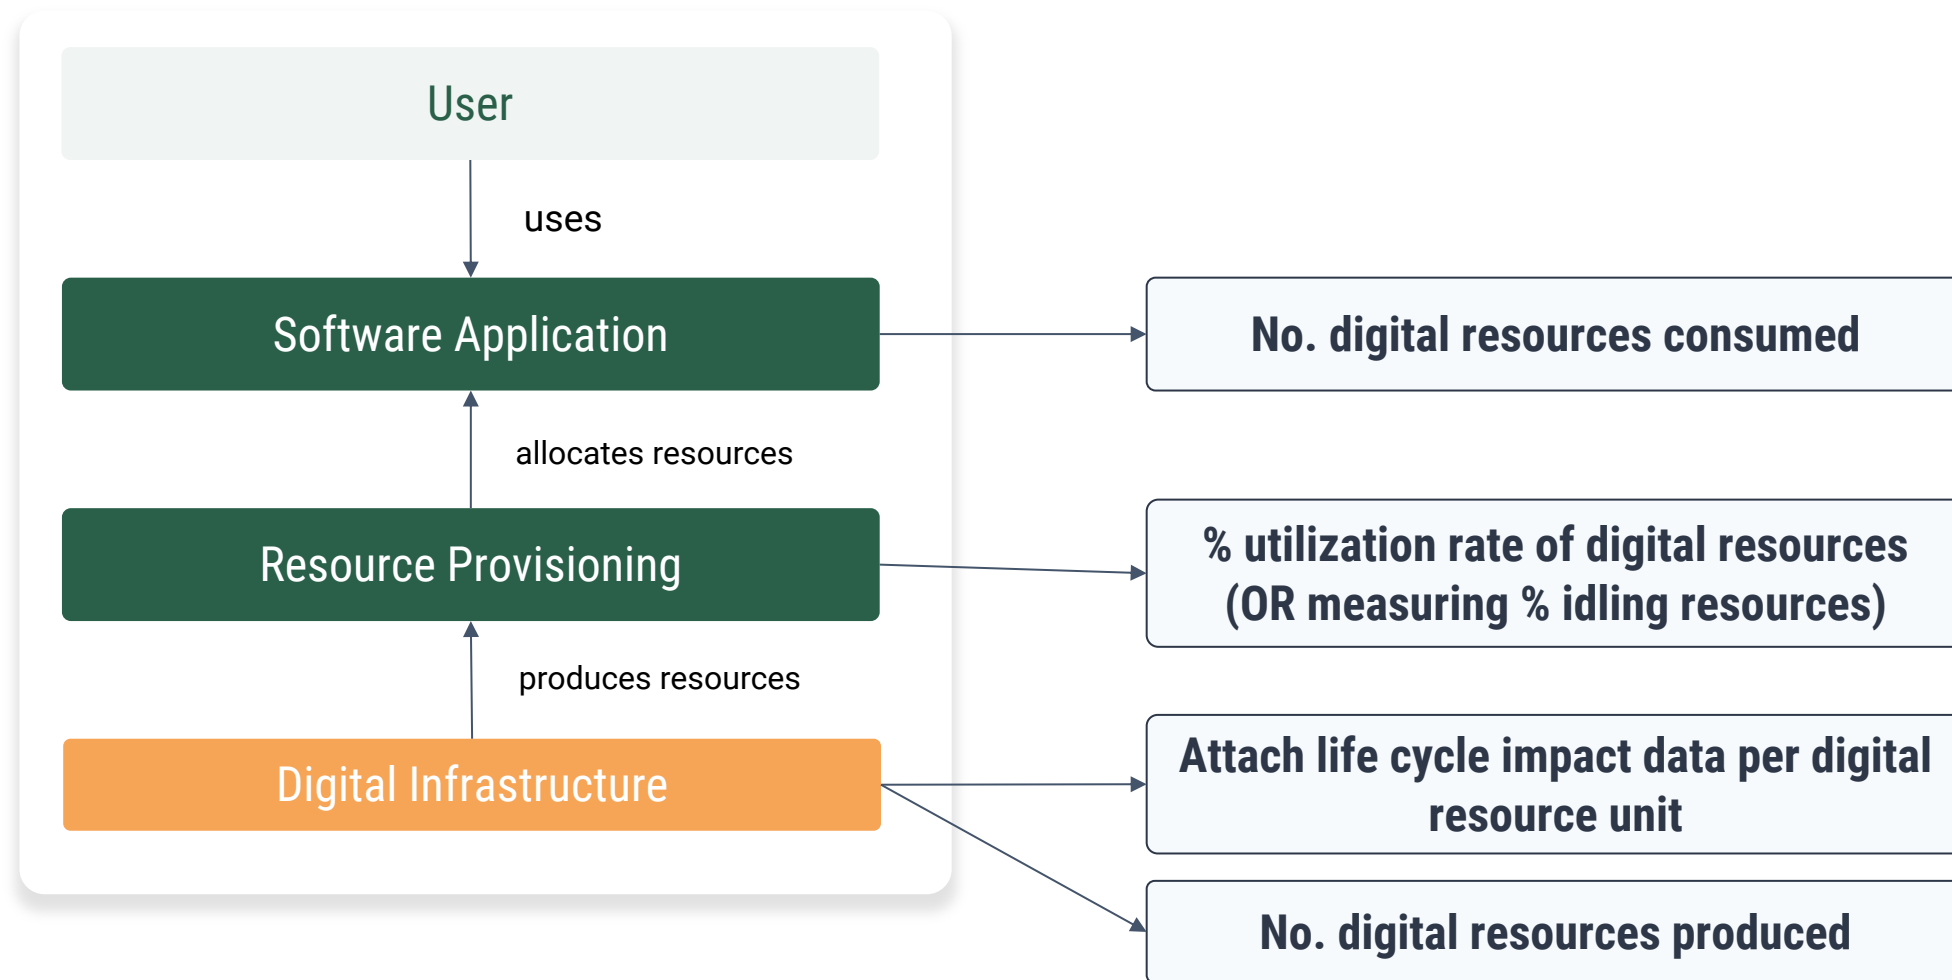 User
uses
Software Application
No. digital resources consumed
allocates resources
Resource Provisioning
% utilization rate of digital resources
(OR measuring % idling resources)
produces resources
Digital Infrastructure
Attach life cycle impact data per digital
resource unit
No. digital resources produced